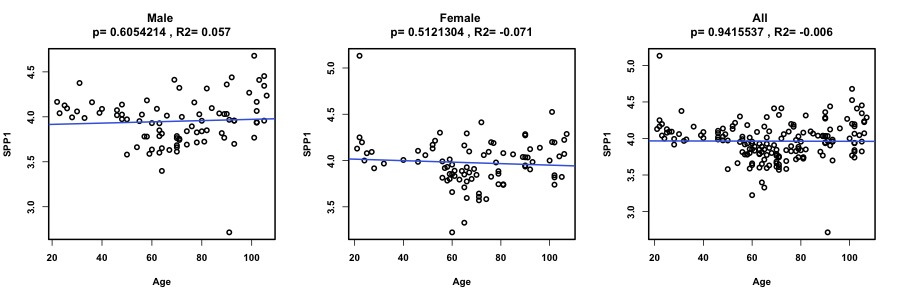 Male
p= 0.6054214 , R2= 0.057
SPP1
4.5
4.0
3.5
3.0
20 40 60 80 100
Age
Female
p= 0.5121304 , R2= -0.071
SPP1
5.0
4.5
4.0
3.5
20 40 60 80 100
Age
All
p= 0.9415537 , R2= -0.006
SPP1
5.0
4.5
4.0
3.5
3.0
20 40 60 80 100
Age